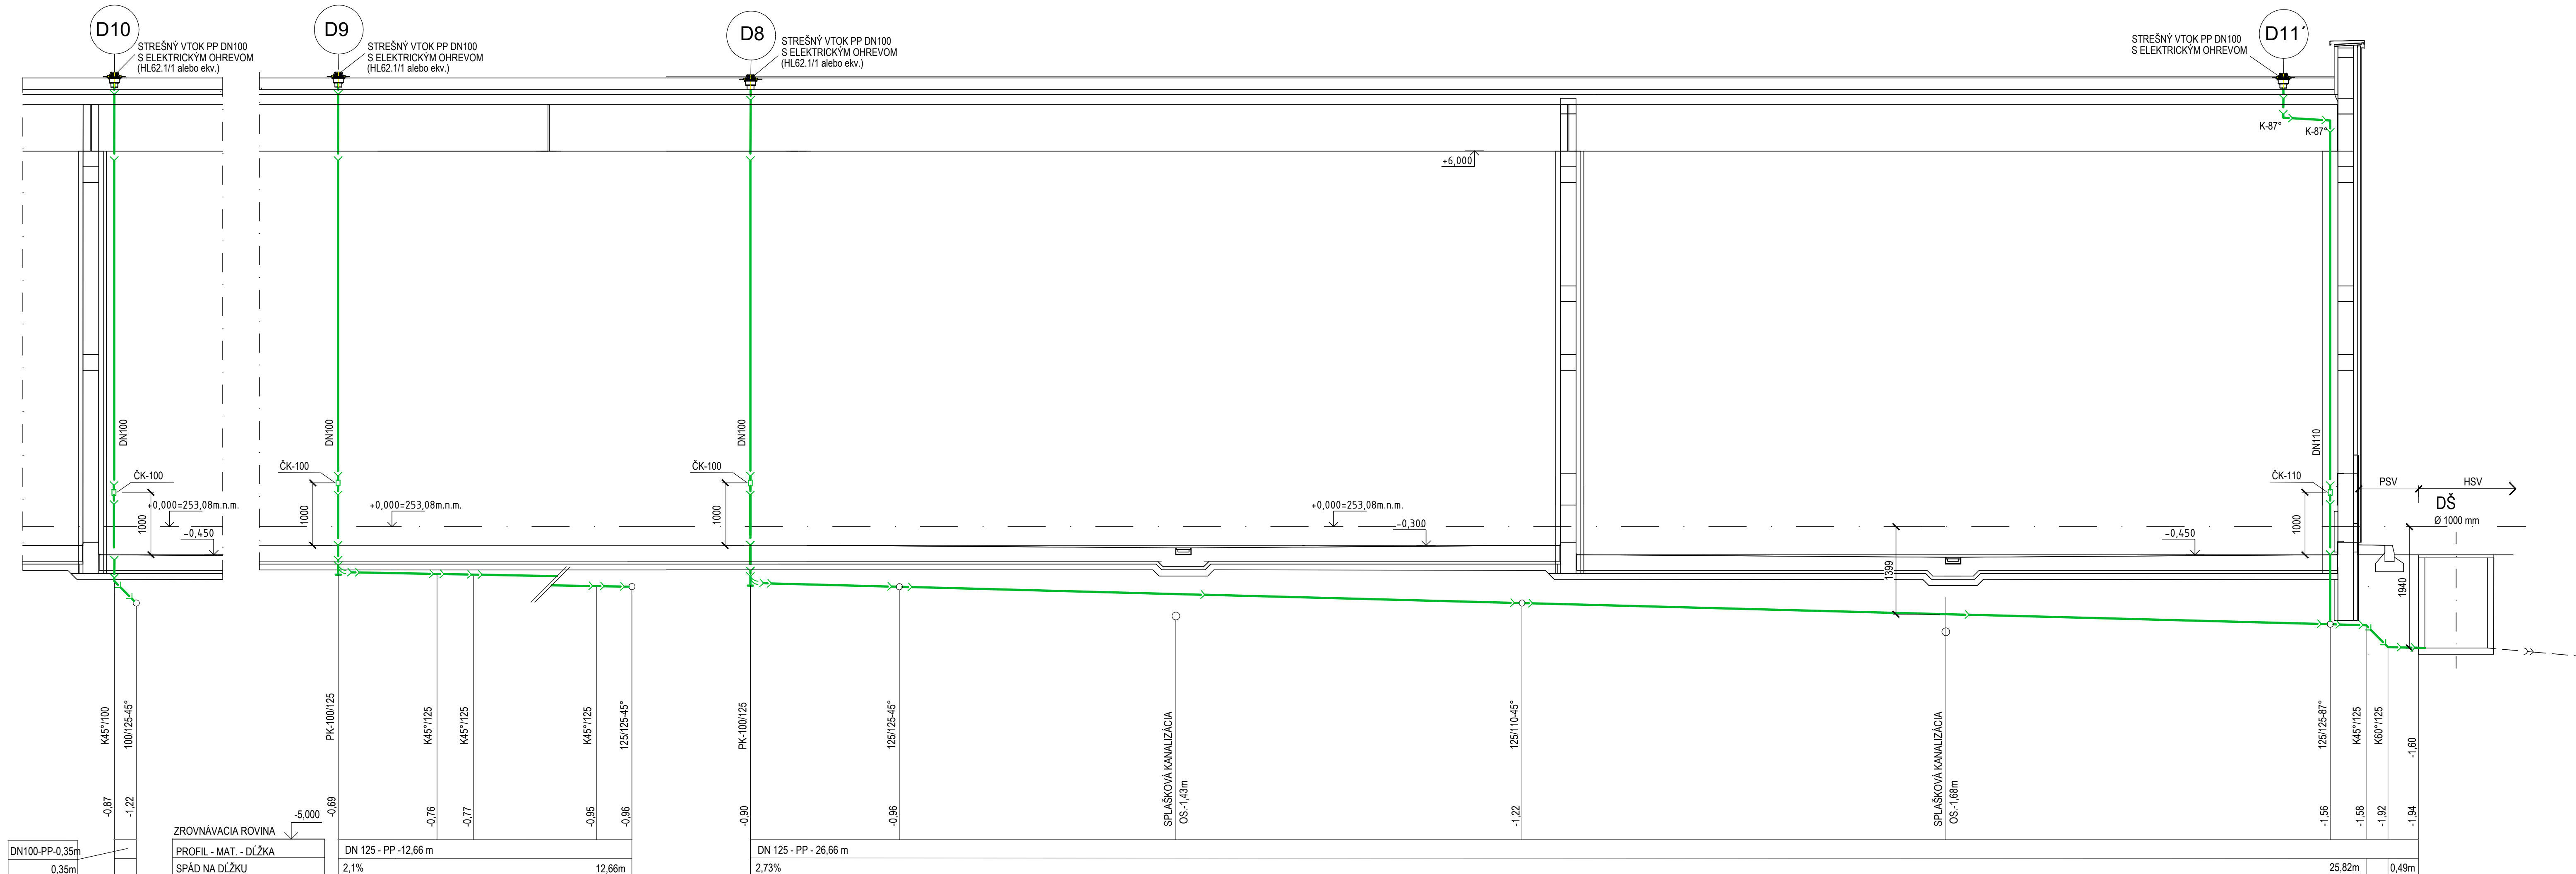 D10
STREŠNÝ VTOK PP DN100
S ELEKTRICKÝM OHREVOM
(HL62.1/1 alebo ekv.)
D9
STREŠNÝ VTOK PP DN100
S ELEKTRICKÝM OHREVOM
(HL62.1/1 alebo ekv.)
D8
STREŠNÝ VTOK PP DN100
S ELEKTRICKÝM OHREVOM
(HL62.1/1 alebo ekv.)
STREŠNÝ VTOK PP DN100
S ELEKTRICKÝM OHREVOM
D11´
K-87°
K-87°
+6,000
DN100
DN100
DN100
DN110
ČK-100
ČK-100
ČK-100
ČK-110
1000
1000
1000
1000
+0,000=253,08m.n.m.
+0,000=253,08m.n.m.
+0,000=253,08m.n.m.
-0,450
-0,300
-0,450
PSV
HSV
DŠ
Ø 1000 mm
1399
1940
K45°/100
100/125-45°
PK-100/125
K45°/125
K45°/125
K45°/125
125/125-45°
PK-100/125
125/125-45°
SPLAŠKOVÁ KANALIZÁCIA
OS.-1,43m
125/110-45°
SPLAŠKOVÁ KANALIZÁCIA
OS.-1,68m
125/125-87°
K45°/125
K60°/125
-1,60
-0,87
-1,22
-0,69
-0,76
-0,77
-0,95
-0,96
-0,90
-0,96
-1,22
-1,56
-1,58
-1,92
-1,94
-5,000
ZROVNÁVACIA ROVINA
DN100-PP-0,35m
PROFIL - MAT. - DĹŽKA
DN 125 - PP -12,66 m
DN 125 - PP - 26,66 m
0,35m
SPÁD NA DĹŽKU
2,1%
12,66m
2,73%
25,82m
0,49m